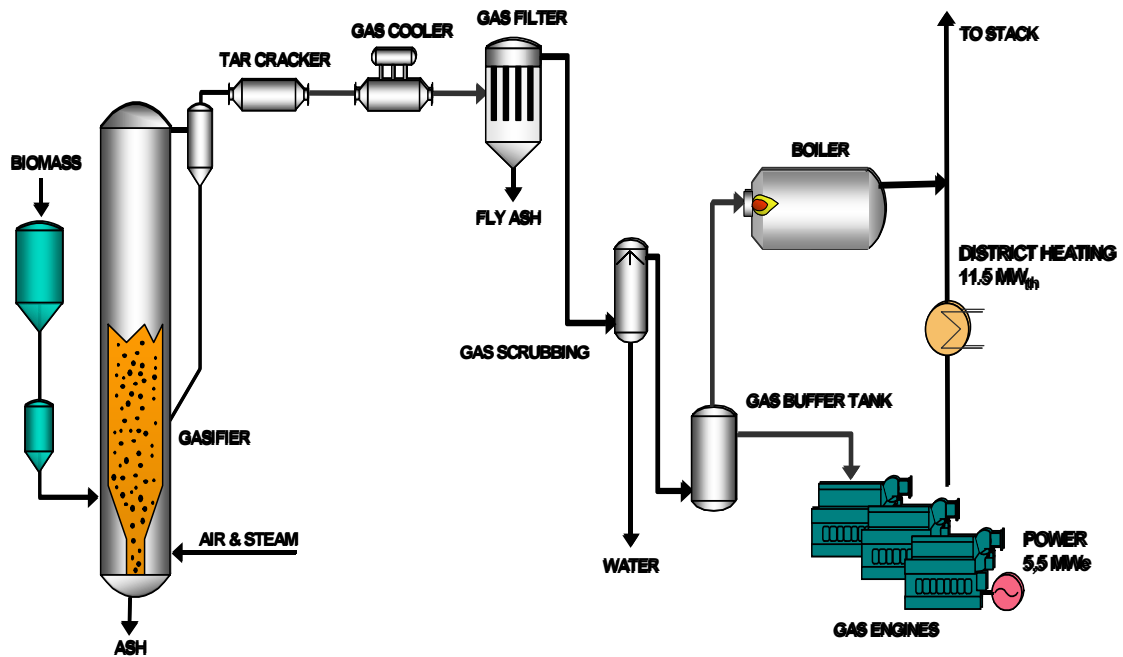 GAS FILTER
GAS COOLER
TAR CRACKER
TO STACK
BIOMASS
BOILER
FLY ASH
DISTRICT HEATING
11.5 MWth
GAS SCRUBBING
GAS BUFFER TANK
GASIFIER
AIR & STEAM
POWER
5,5 MWe
WATER
GAS ENGINES
ASH